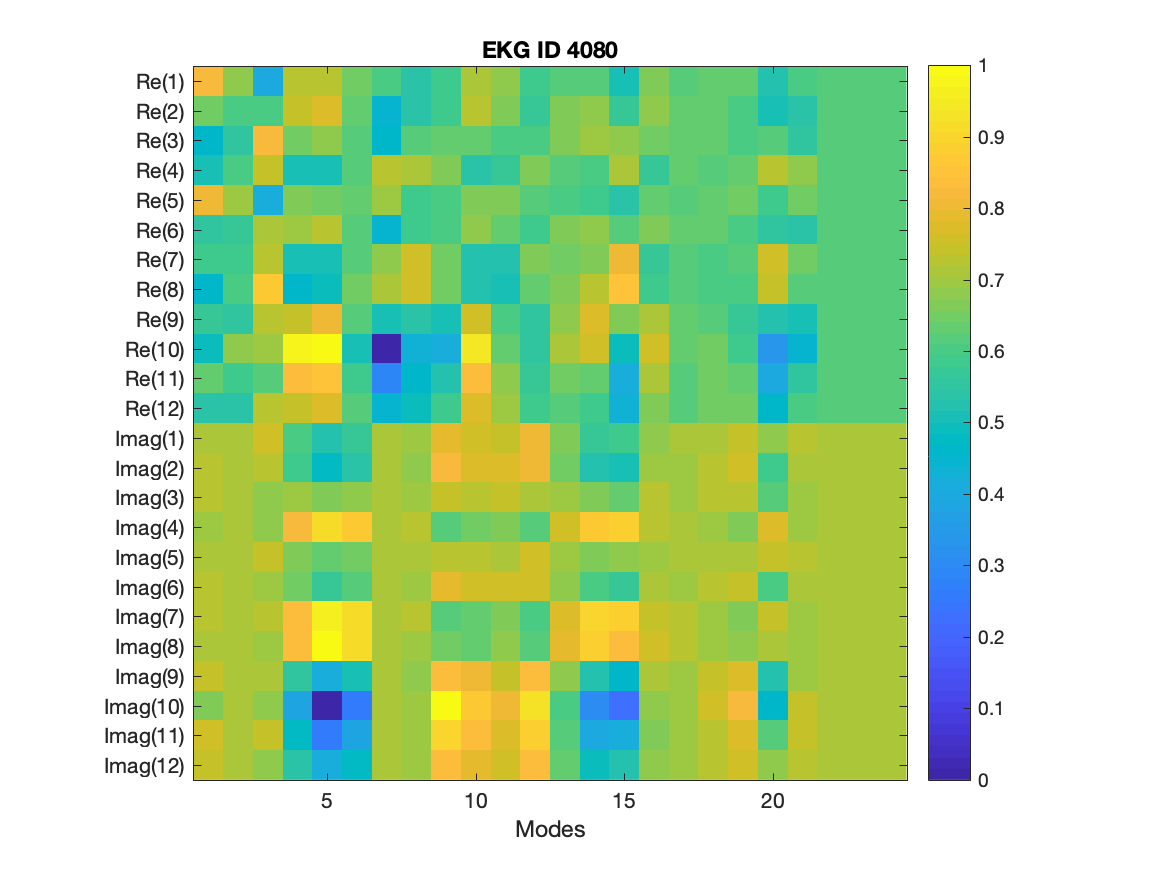 EKG ID 4080
Re(1)
Re(2)
Re(3)
Re(4)
Re(5)
Re(6)
Re(7)
Re(8)
Re(9)
Re(10)
Re(11)
Re(12)
Imag(1)
Imag(2)
Imag(3)
Imag(4)
Imag(5)
Imag(6)
Imag(7)
Imag(8)
Imag(9)
Imag(10)
Imag(11)
Imag(12)
5 10 15 20
Modes
1
0.9
0.8
0.7
0.6
0.5
0.4
0.3
0.2
0.1
0